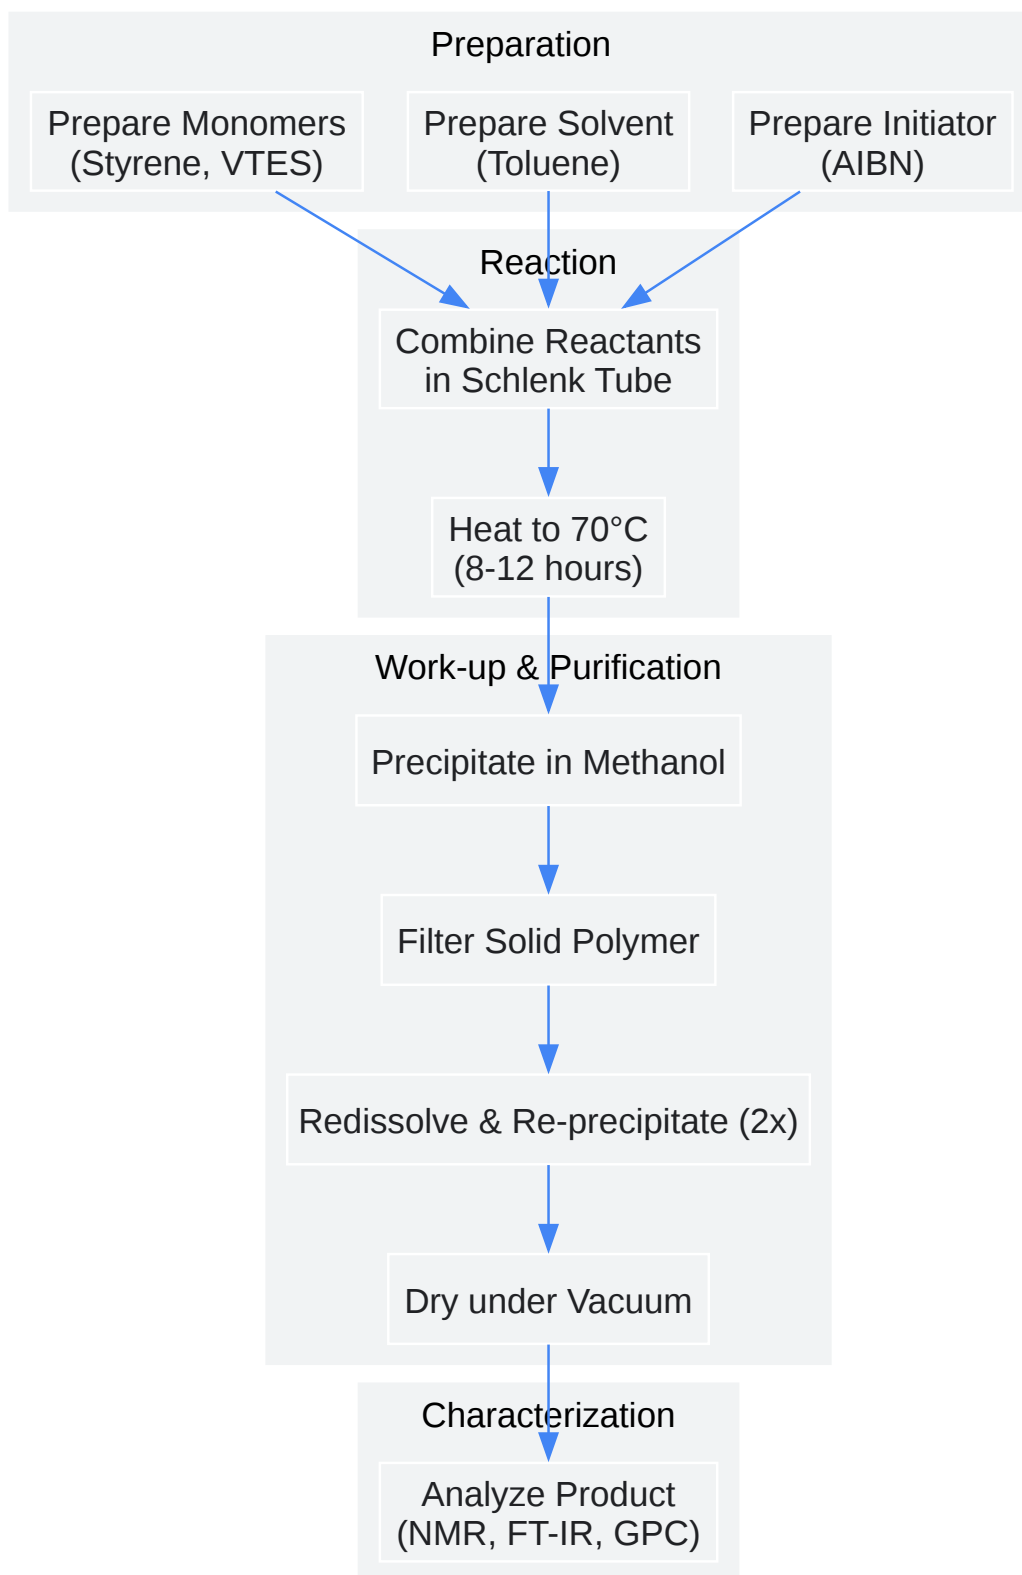 Preparation
Prepare Monomers
(Styrene, VTES)
Prepare Solvent
(Toluene)
Prepare Initiator
(AIBN)
Reaction
Combine Reactants
in Schlenk Tube
Heat to 70°C
(8-12 hours)
Work-up & Purification
Precipitate in Methanol
Filter Solid Polymer
Redissolve & Re-precipitate (2x)
Dry under Vacuum
Characterization
Analyze Product
(NMR, FT-IR, GPC)